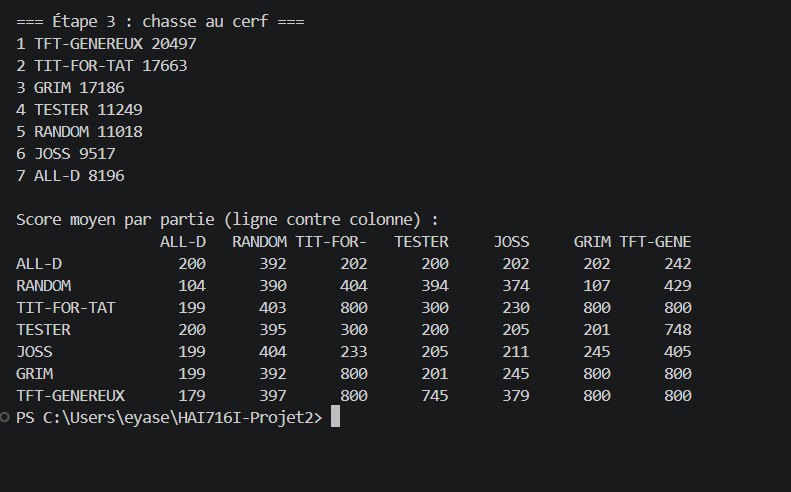 === Étape 3 : chasse au cerf ===
1 TFT-GENEREUX 20497
2 TIT-FOR-TAT 17663
3 GRIM 17186
4 TESTER 11249
5 RANDOM 11018
6 JOSS 9517
7 ALL-D 8196
Score moyen par partie (ligne contre colonne) :
ALL-D RANDOM TIT-FOR- TESTER JOSS GRIM TFT-GENE
ALL-D 200 392 202 200 202 202 242
RANDOM 104 390 404 394 374 107 429
TIT-FOR-TAT 199 403 800 300 230 800 800
TESTER 200 395 300 200 205 201 748
JOSS 199 404 233 205 211 245 405
GRIM 199 392 800 201 245 800 800
TFT-GENEREUX 179 397 800 745 379 800 800
PS C:\Users\eyase\HAI716I-Projet2>